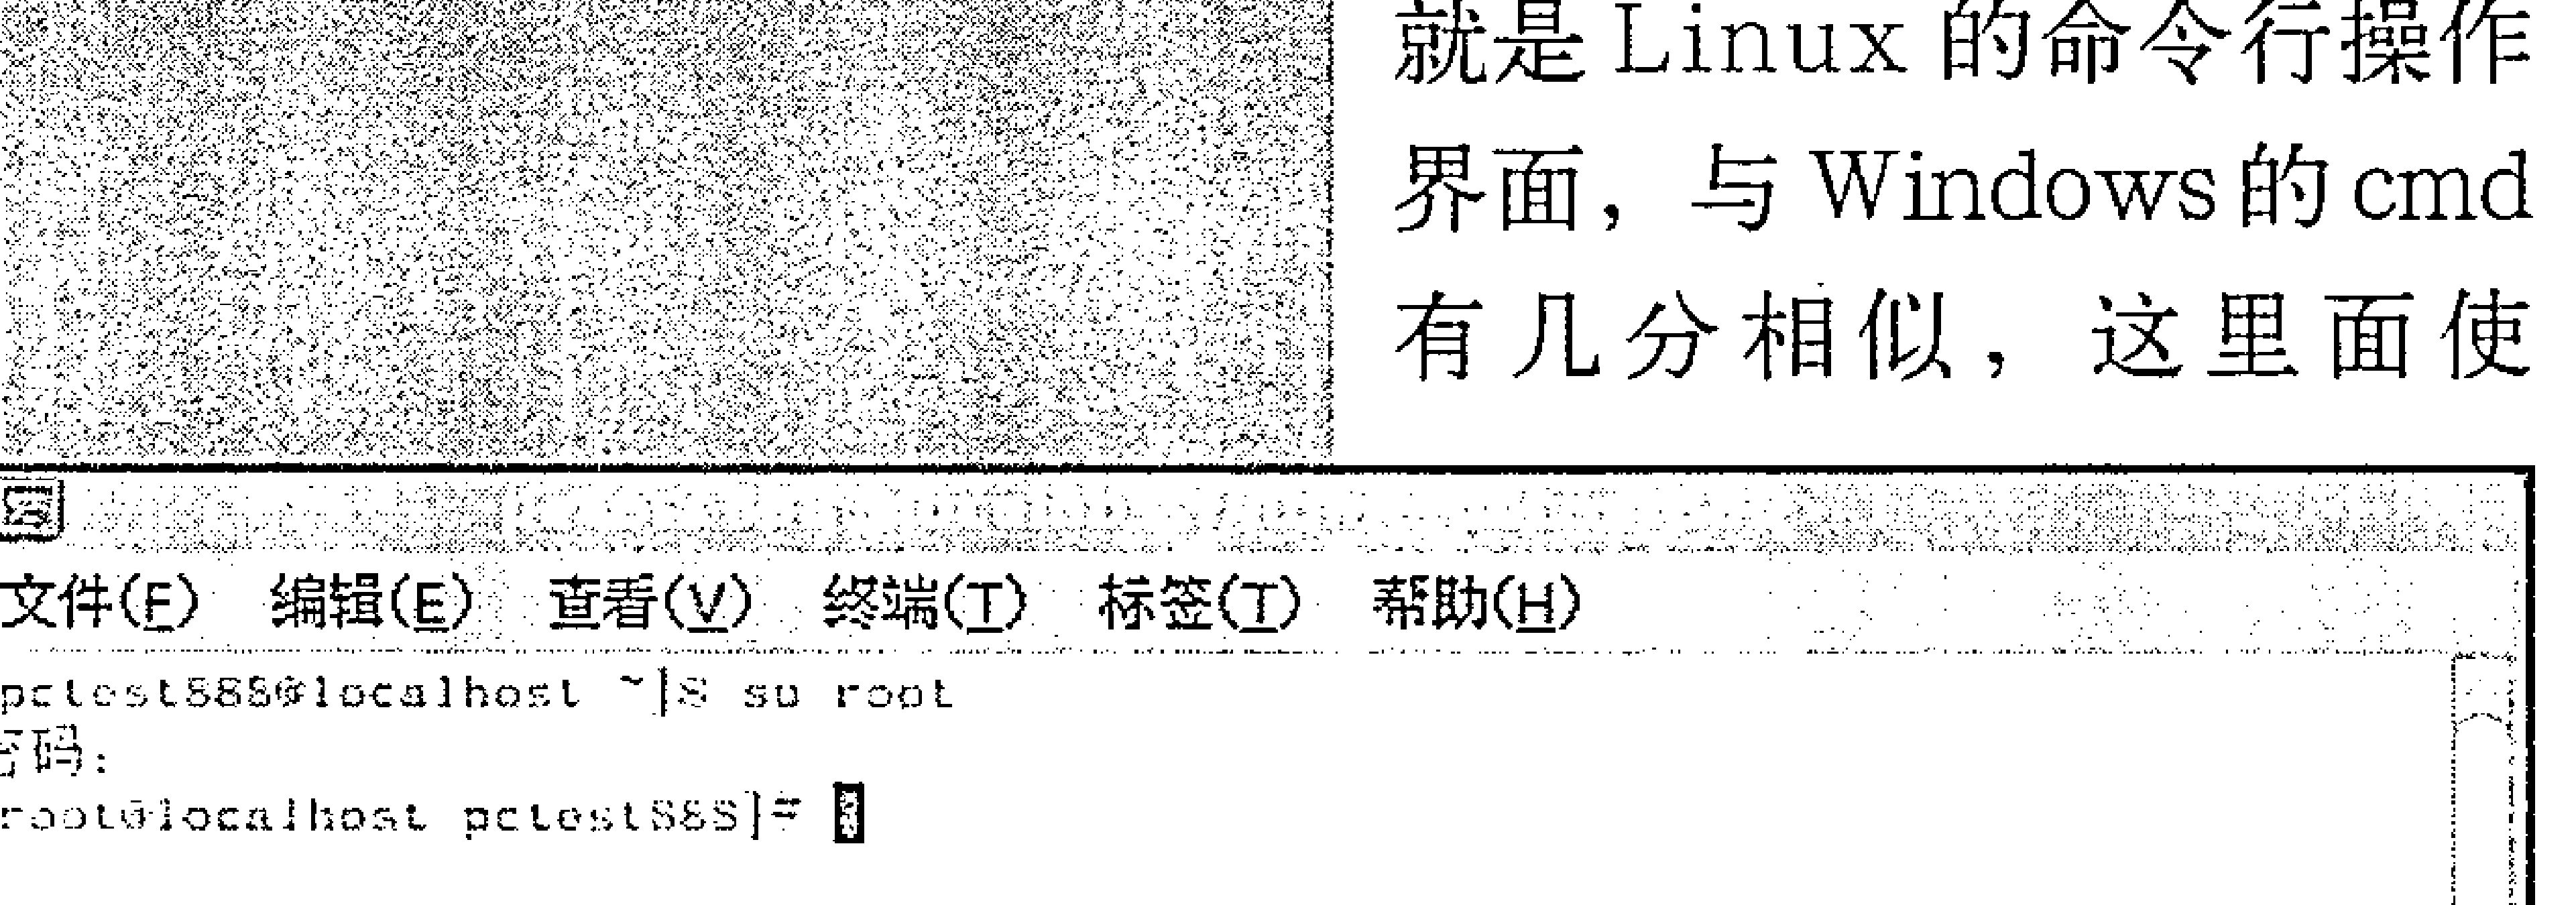 就是 Linux 的命令行操作
界面，与 Windows 的 cmd
有几分相似，这里面使
文件(F) 编辑(E) 查看(V) 终端(T) 标签(T) 帮助(H)
pctest888@localhost ~]$ su root
密码:
root@localhost pctest888]#